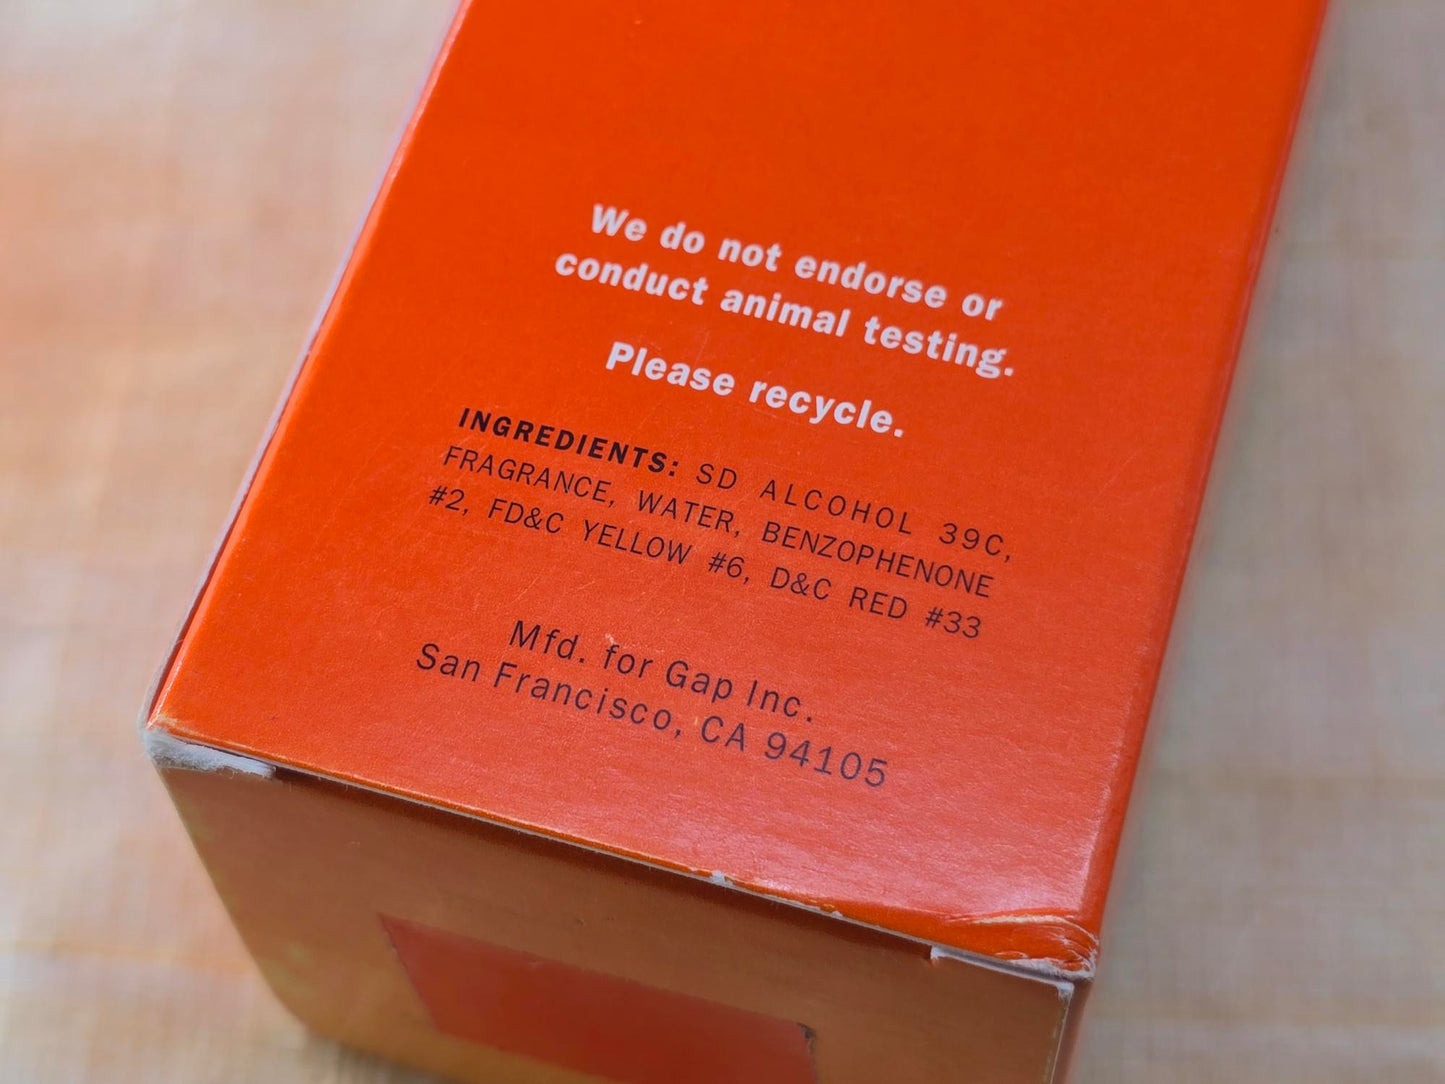 We do not endorse or
conduct animal testing.
Please recycle.
INGREDIENTS: SD ALCOHOL 39C,
FRAGRANCE, WATER, BENZOPHENONE
#2, FD&C YELLOW #6, D&C RED #33
Mfd. for Gap Inc.
San Francisco, CA 94105